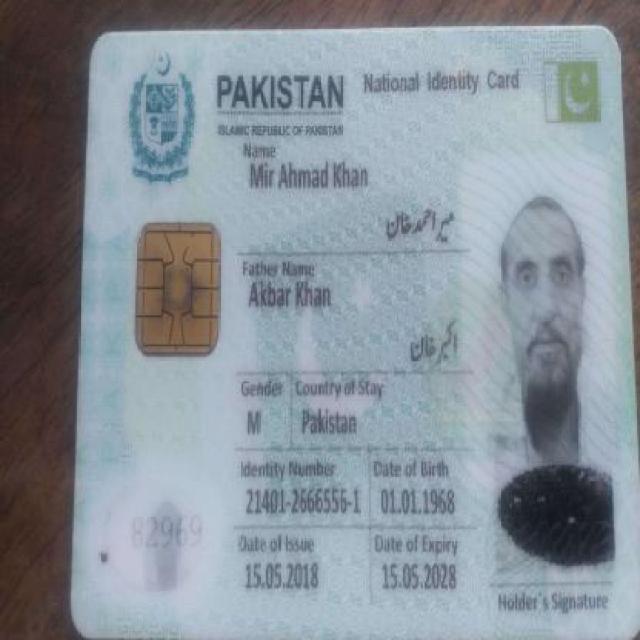 PAKISTAN National Identity Card
ISLAMIC REPUBLIC OF PAKISTAN
Name
Mir Ahmad Khan
میر احمد خان
Father Name
Akbar Khan
اکبر خان
Gender Country of Stay
M Pakistan
Identity Number Date of Birth
21401-2666556-1 01.01.1968
82969
Date of Issue Date of Expiry
15.05.2018 15.05.2028
Holder's Signature